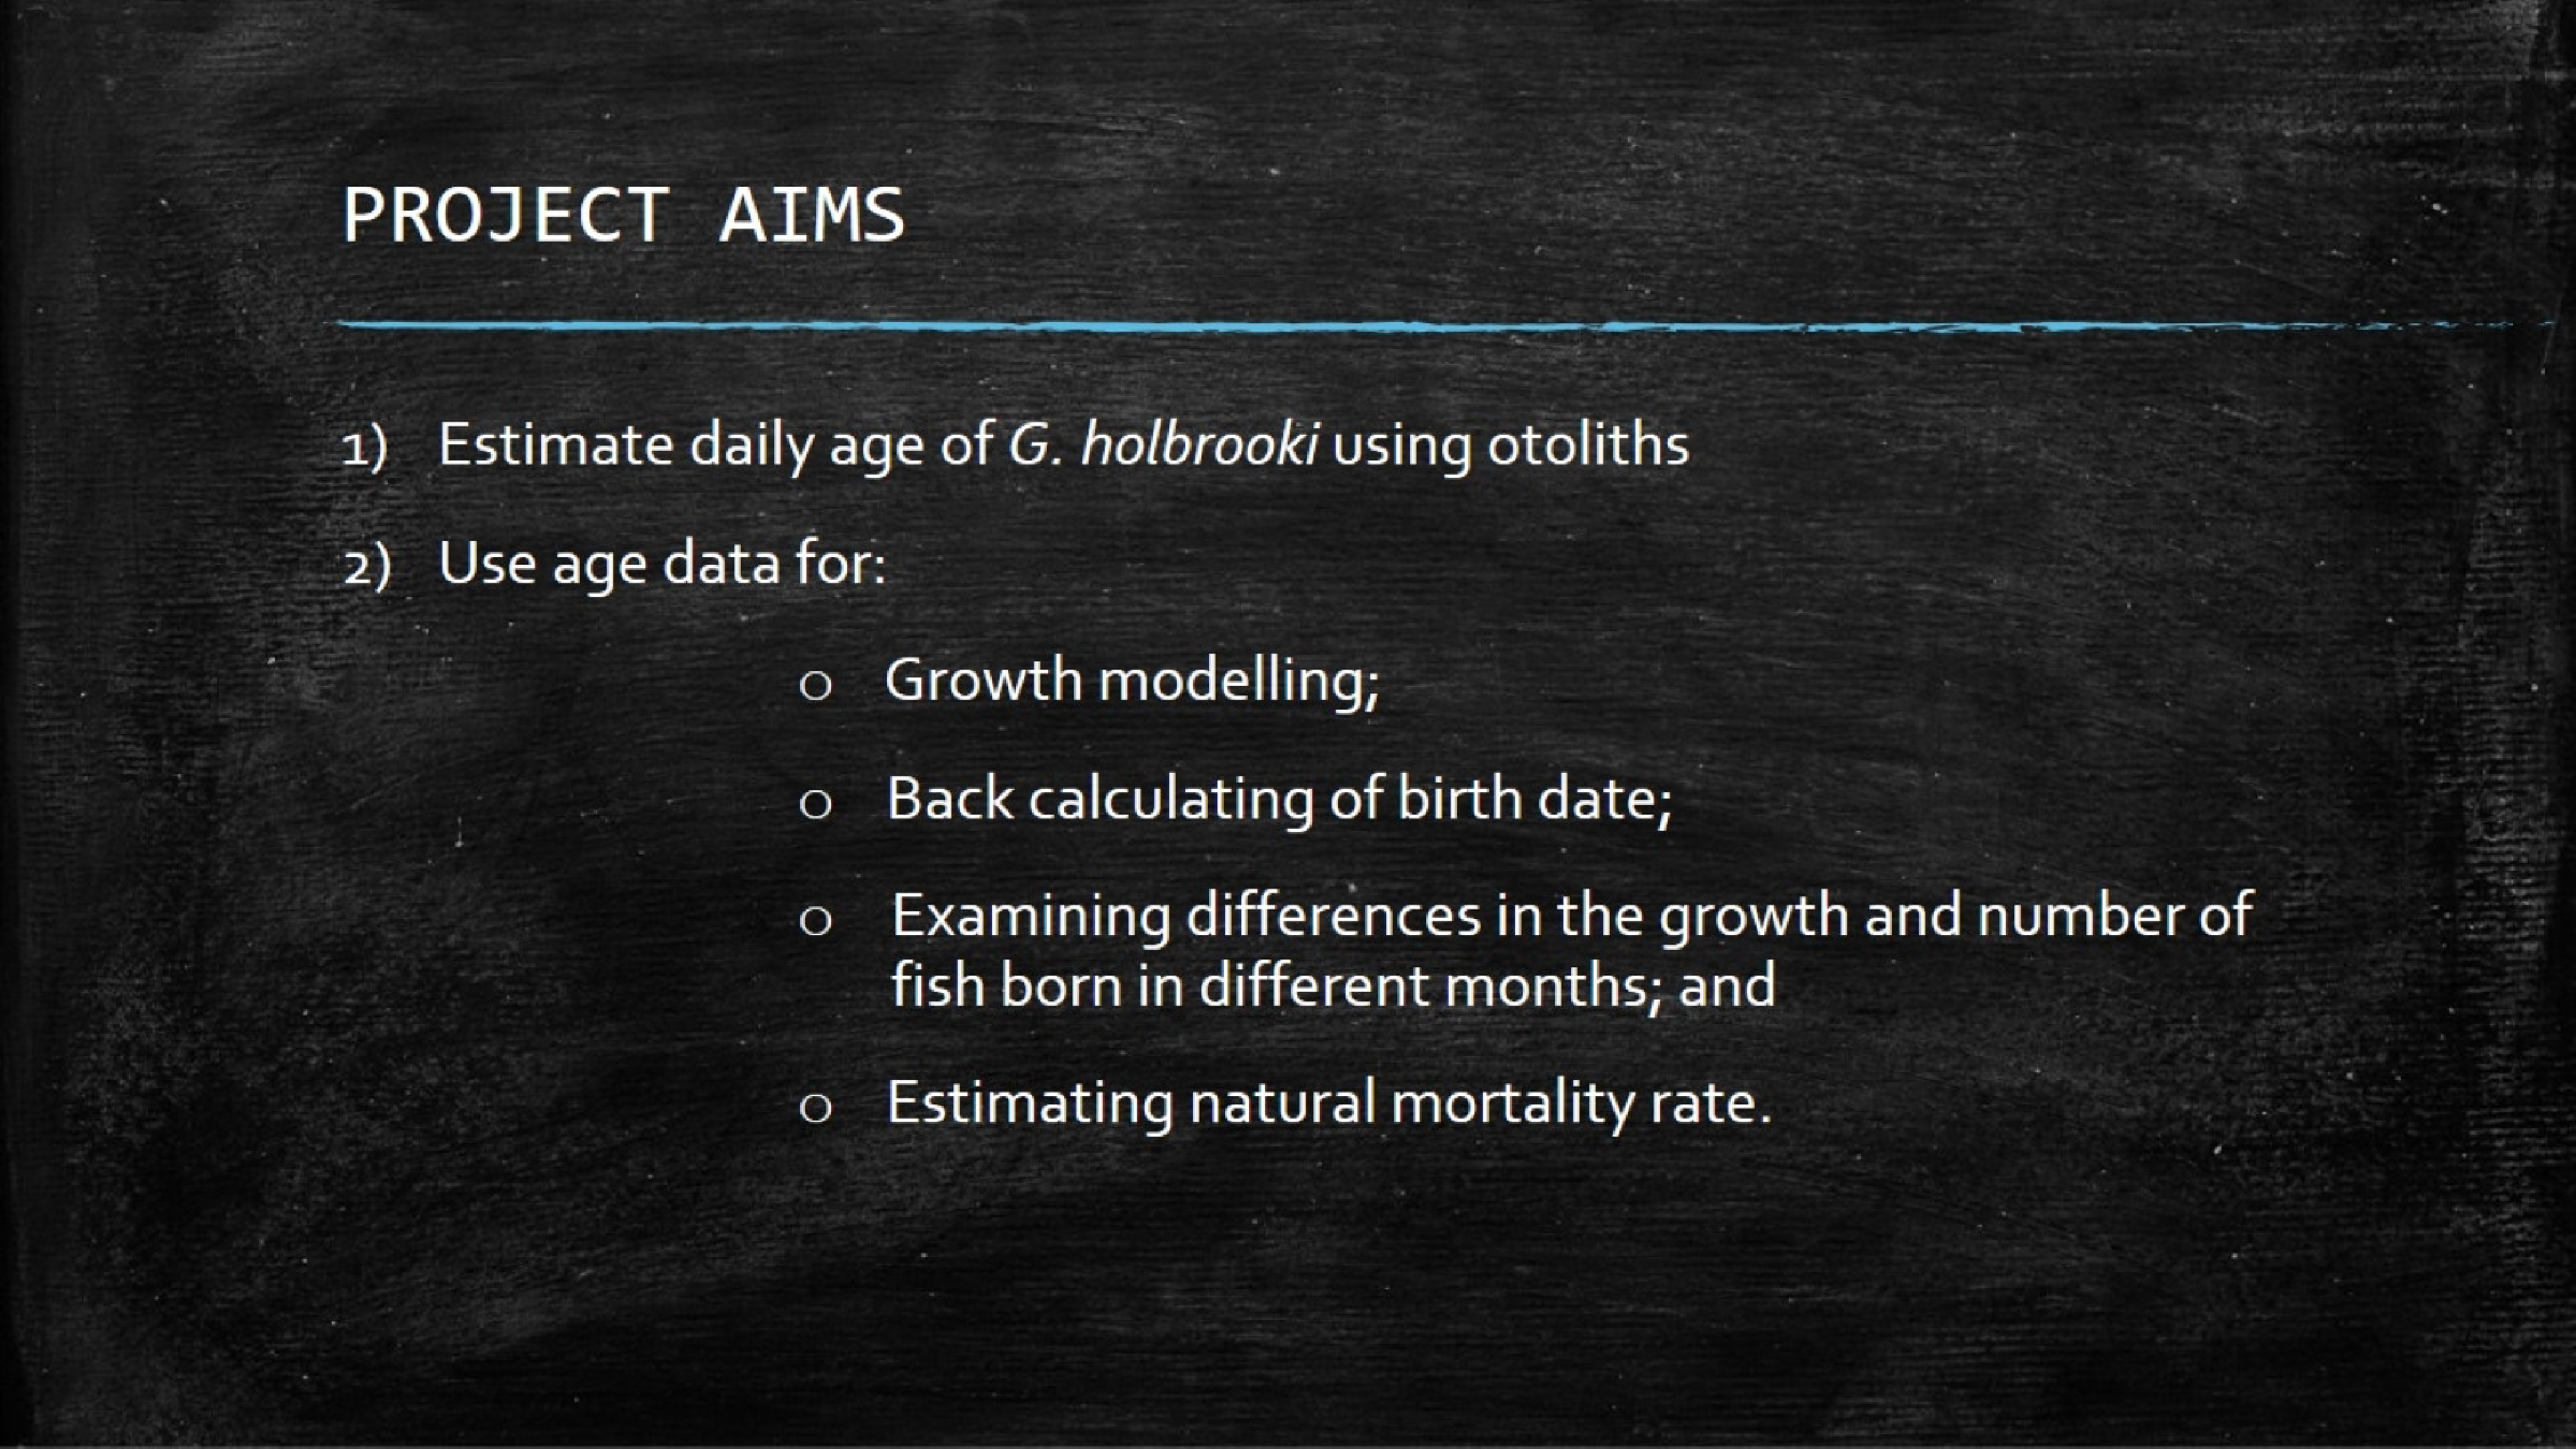 PROJECT AIMS
1) Estimate daily age of G. holbrooki using otoliths
2) Use age data for:
o Growth modelling;
o Back calculating of birth date;
o Examining differences in the growth and number of
fish born in different months; and
o Estimating natural mortality rate.